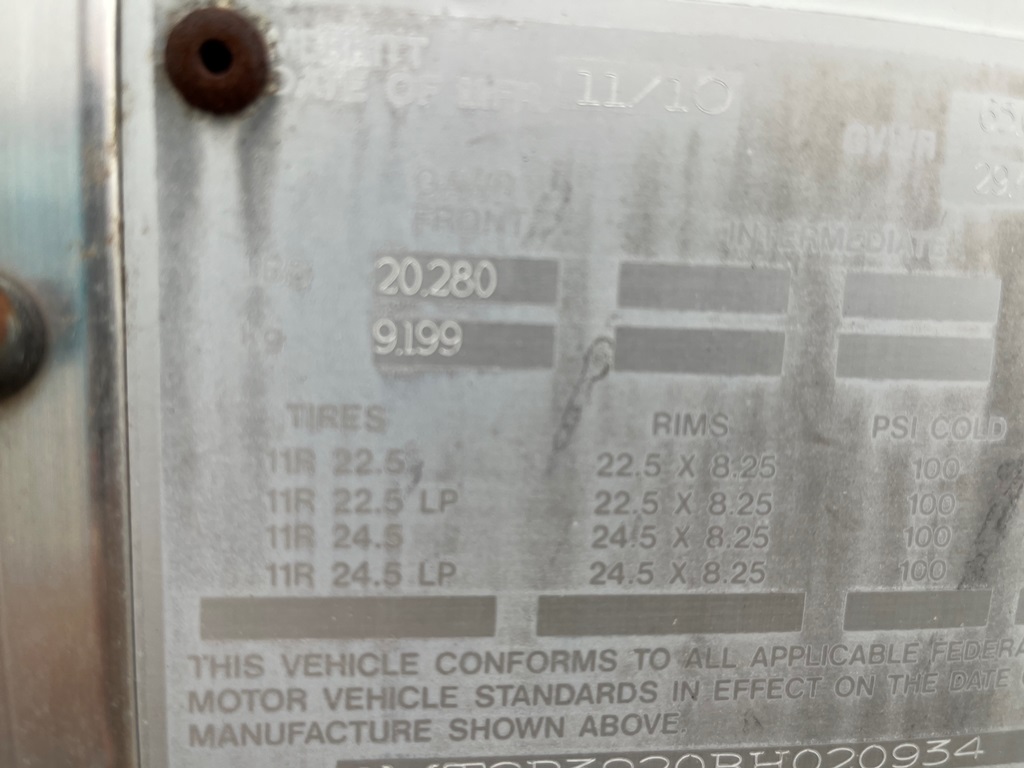 DATE OF MFR 11/10
GVWR
GAWR
FRONT INTERMEDIATE
20,280
kg 9,199
TIRES RIMS PSI COLD
11R 22.5 22.5 X 8.25 100
11R 22.5 LP 22.5 X 8.25 100
11R 24.5 24.5 X 8.25 100
11R 24.5 LP 24.5 X 8.25 100
THIS VEHICLE CONFORMS TO ALL APPLICABLE FEDERA
MOTOR VEHICLE STANDARDS IN EFFECT ON THE DATE
MANUFACTURE SHOWN ABOVE.